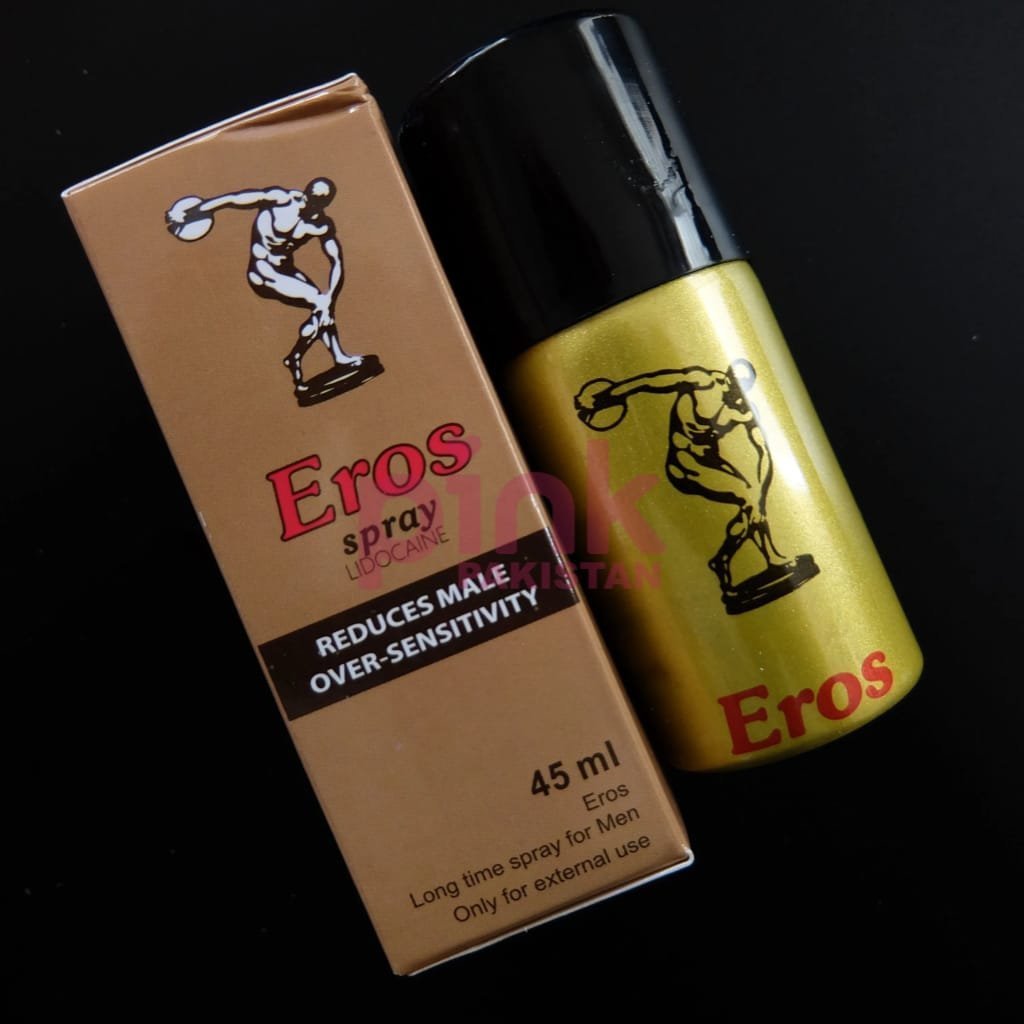 Eros
spray
LIDOCAINE
REDUCES MALE
OVER-SENSITIVITY
45 ml
Eros
Long time spray for Men
Only for external use
Eros
pink
PAKISTAN